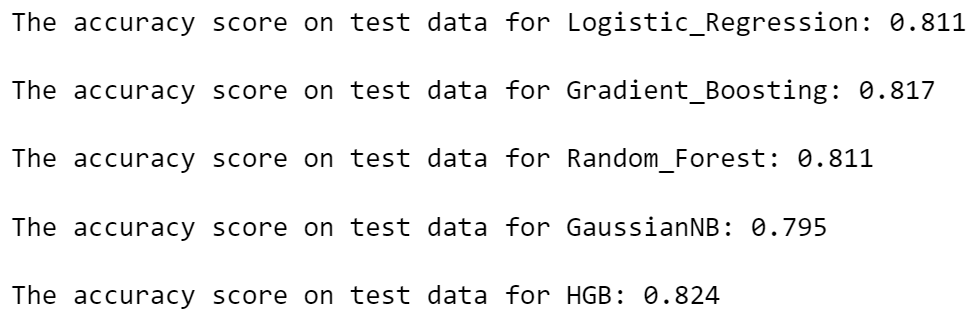 The accuracy score on test data for Logistic_Regression: 0.811
The accuracy score on test data for Gradient_Boosting: 0.817
The accuracy score on test data for Random_Forest: 0.811
The accuracy score on test data for GaussianNB: 0.795
The accuracy score on test data for HGB: 0.824